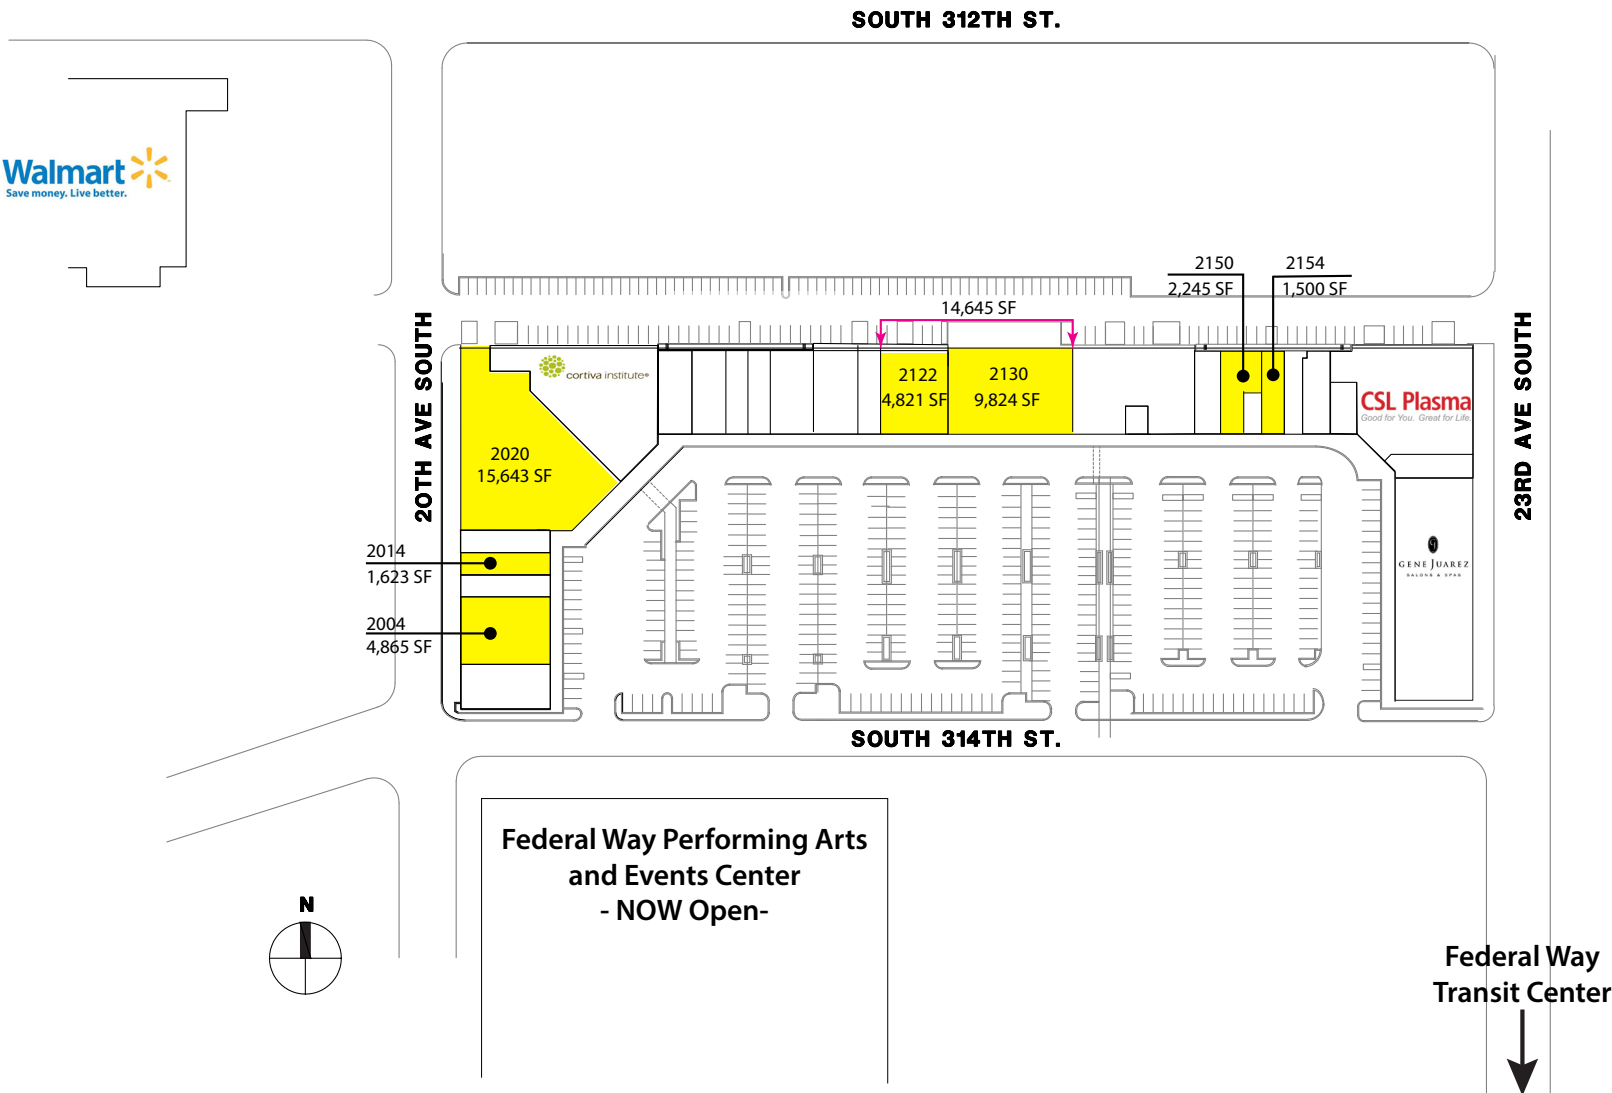 SOUTH 312TH ST.
Walmart
Save money. Live better.
2150
2,245 SF
2154
1,500 SF
14,645 SF
20TH AVE SOUTH
23RD AVE SOUTH
cortiva institute®
2122
4,821 SF
2130
9,824 SF
CSL Plasma
Good for You. Great for Life.
2020
15,643 SF
2014
1,623 SF
GENE JUAREZ
SALONS & SPAS
2004
4,865 SF
SOUTH 314TH ST.
Federal Way Performing Arts
and Events Center
- NOW Open-
N
Federal Way
Transit Center